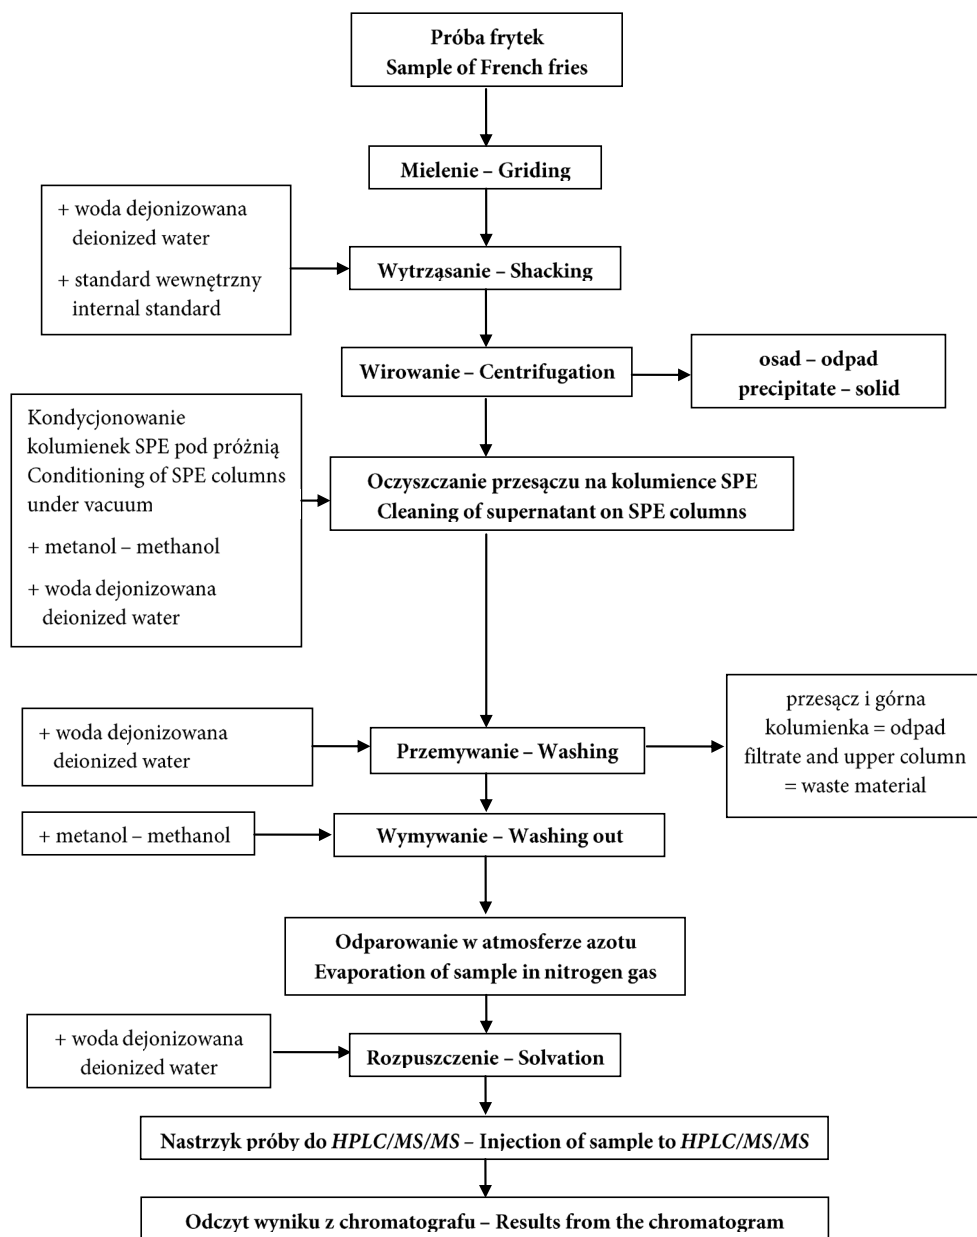 Próba frytek
Sample of French fries
Mielenie – Griding
+ woda dejonizowana
deionized water
+ standard wewnętrzny
internal standard
Wytrząsanie – Shacking
Wirowanie – Centrifugation
osad – odpad
precipitate – solid
Kondycjonowanie
kolumienek SPE pod próżnią
Conditioning of SPE columns
under vacuum
+ metanol – methanol
+ woda dejonizowana
deionized water
Oczyszczanie przesączu na kolumience SPE
Cleaning of supernatant on SPE columns
+ woda dejonizowana
deionized water
Przemywanie – Washing
przesącz i górna
kolumienka = odpad
filtrate and upper column
= waste material
+ metanol – methanol
Wymywanie – Washing out
Odparowanie w atmosferze azotu
Evaporation of sample in nitrogen gas
+ woda dejonizowana
deionized water
Rozpuszczenie – Solvation
Nastrzyk próby do HPLC/MS/MS – Injection of sample to HPLC/MS/MS
Odczyt wyniku z chromatografu – Results from the chromatogram